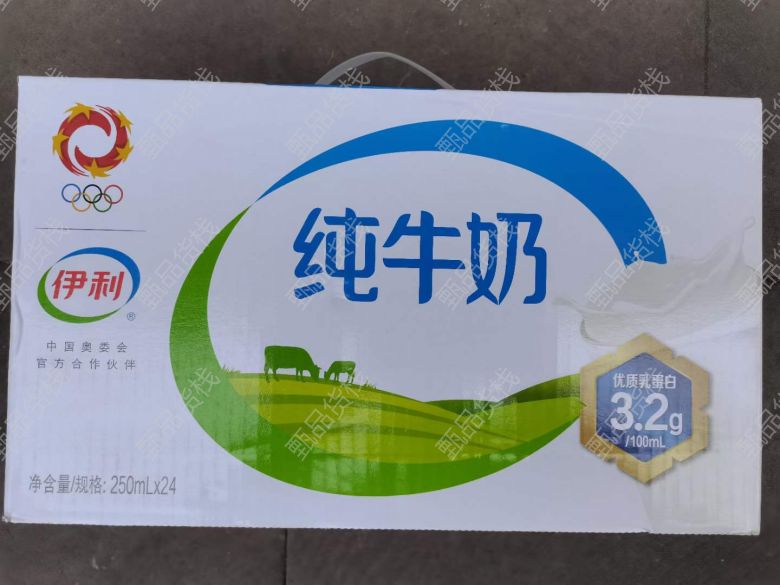 纯牛奶
伊利
®
中国奥委会
官方合作伙伴
优质乳蛋白
3.2g
/100mL
净含量/规格: 250mLx24
甄品货栈